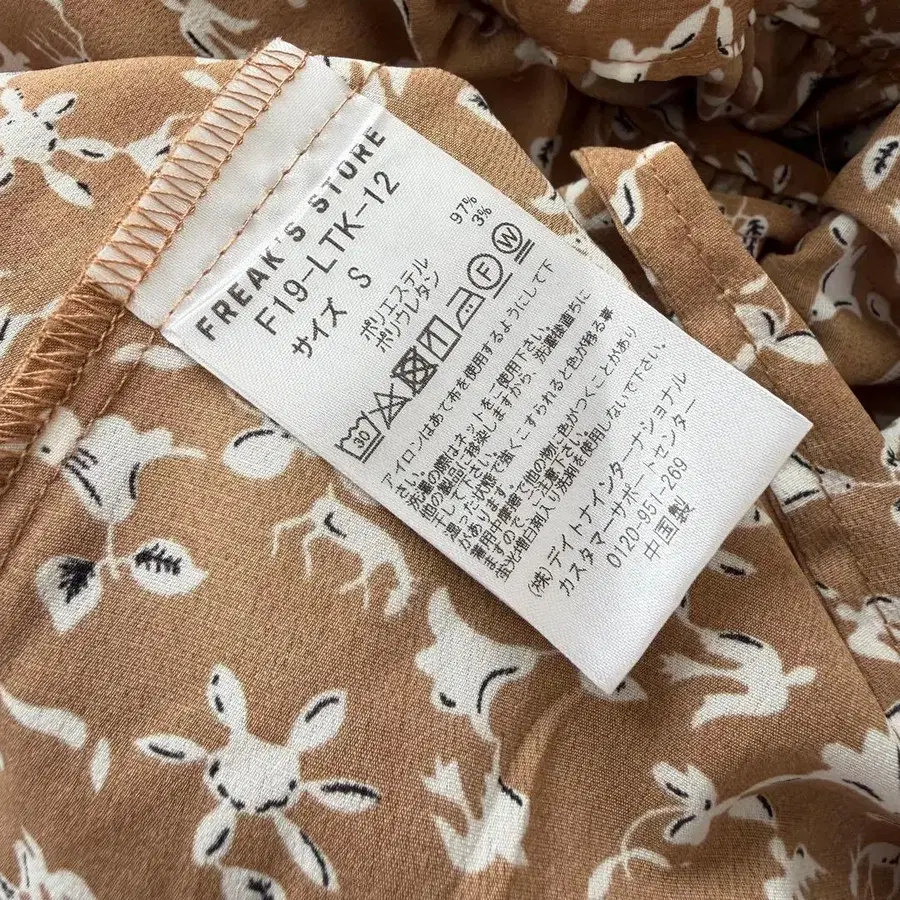 FREAK'S STORE
F19-LTK-12
サイズ S
ポリエステル 97%
ポリウレタン 3%
30 F W
アイロンはあて布を使用するようにして下
さい。
洗濯の際はネットをご使用下さい。
他の製品に移染しますから、洗濯後直ちに
干して下さい。
湿った状態で強くこすられると色が移る事
があります。
着用中摩擦で他の物に色がつくことがあり
ますので、ご注意下さい。
蛍光増白剤入り洗剤を使用しないで下さい。
(株)デイトナインターナショナル
カスタマーサポートセンター
0120-951-269
中国製